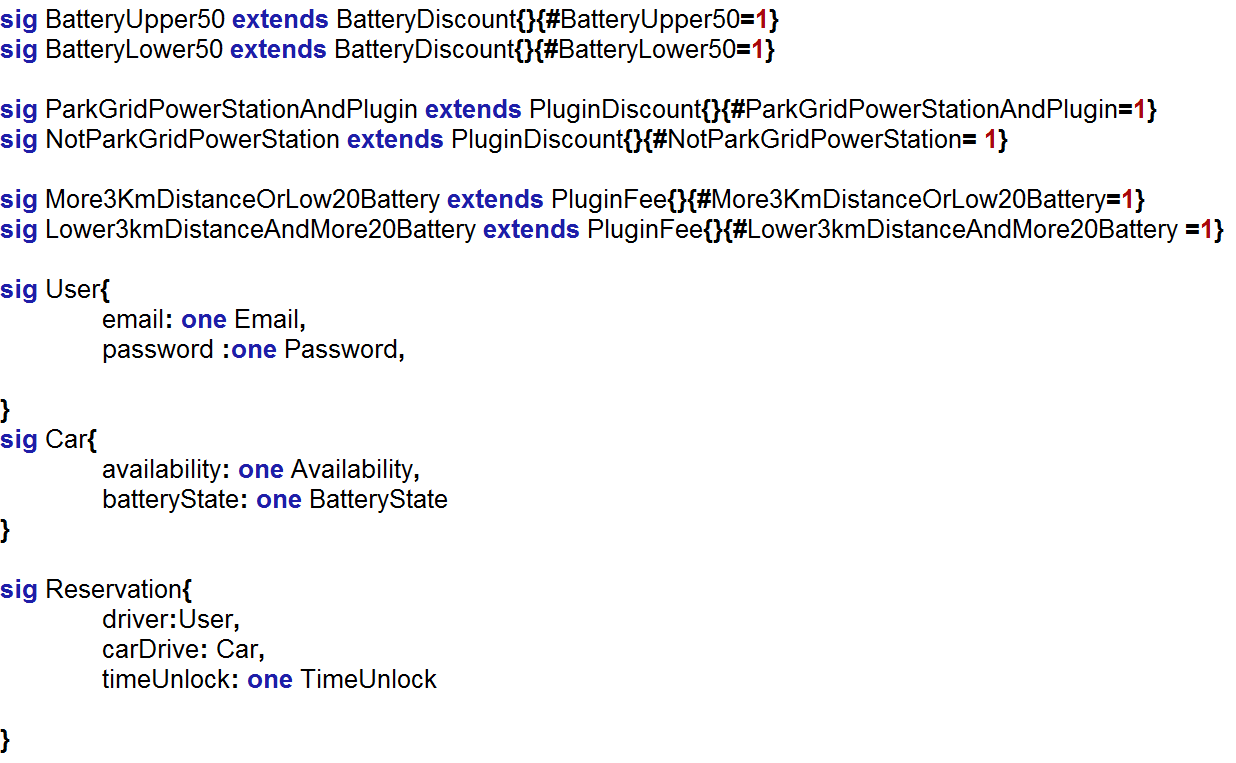 sig BatteryUpper50 extends BatteryDiscount{}{#BatteryUpper50=1}
sig BatteryLower50 extends BatteryDiscount{}{#BatteryLower50=1}
sig ParkGridPowerStationAndPlugin extends PluginDiscount{}{#ParkGridPowerStationAndPlugin=1}
sig NotParkGridPowerStation extends PluginDiscount{}{#NotParkGridPowerStation= 1}
sig More3KmDistanceOrLow20Battery extends PluginFee{}{#More3KmDistanceOrLow20Battery=1}
sig Lower3kmDistanceAndMore20Battery extends PluginFee{}{#Lower3kmDistanceAndMore20Battery =1}
sig User{
email: one Email,
password :one Password,
}
sig Car{
availability: one Availability,
batteryState: one BatteryState
}
sig Reservation{
driver:User,
carDrive: Car,
timeUnlock: one TimeUnlock
}